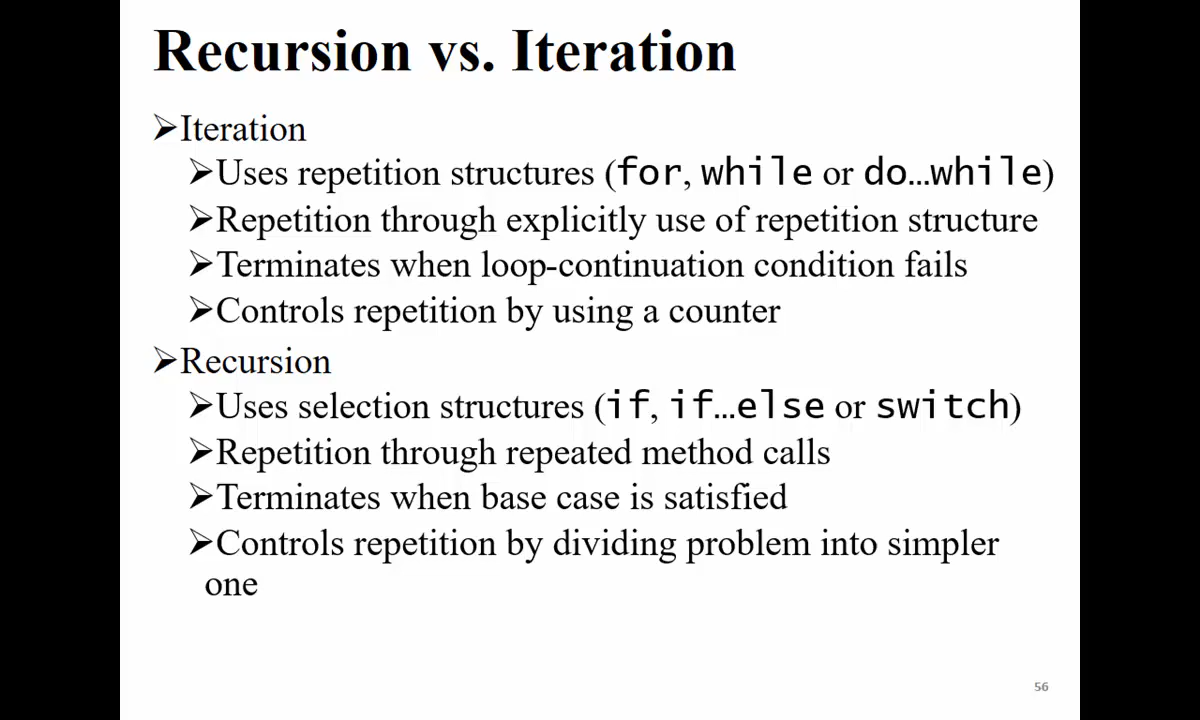 Recursion vs. Iteration
➢Iteration
➢Uses repetition structures (for, while or do…while)
➢Repetition through explicitly use of repetition structure
➢Terminates when loop-continuation condition fails
➢Controls repetition by using a counter
➢Recursion
➢Uses selection structures (if, if…else or switch)
➢Repetition through repeated method calls
➢Terminates when base case is satisfied
➢Controls repetition by dividing problem into simpler
one
56